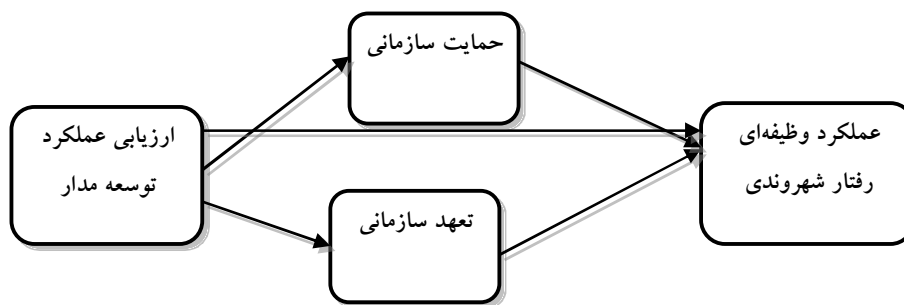 حمایت سازمانی
ارزیابی عملکرد
توسعه مدار
عملکرد وظیفه‌ای
رفتار شهروندی
تعهد سازمانی